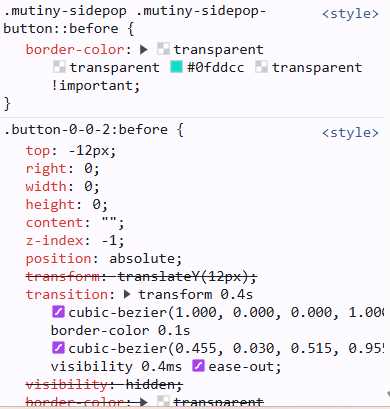 .mutiny-sidepop .mutiny-sidepop- <style>
button::before {
border-color: ▶ transparent
transparent #0fddcc transparent
!important;
}
.button-0-0-2:before { <style>
top: -12px;
right: 0;
width: 0;
height: 0;
content: "";
z-index: -1;
position: absolute;
transform: translateY(12px);
transition: ▶ transform 0.4s
cubic-bezier(1.000, 0.000, 0.000, 1.000
border-color 0.1s
cubic-bezier(0.455, 0.030, 0.515, 0.955
visibility 0.4ms ease-out;
visibility: hidden;
border-color: ▶ transparent